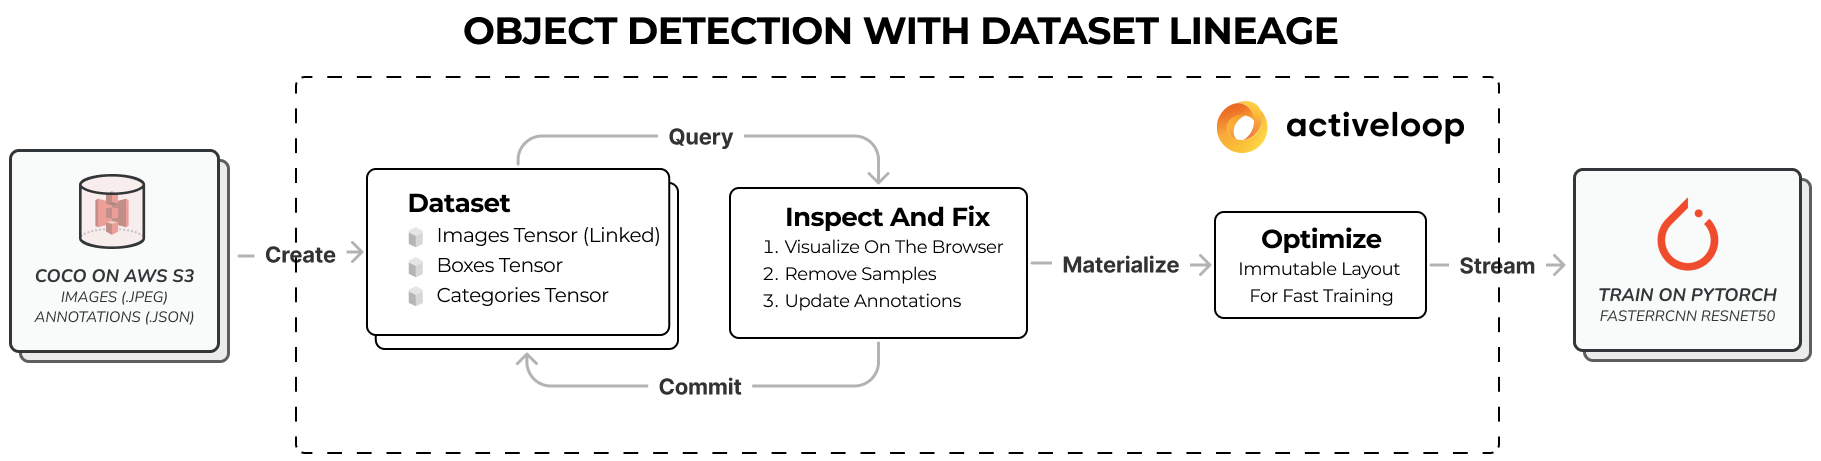 OBJECT DETECTION WITH DATASET LINEAGE
activeloop
COCO ON AWS S3
IMAGES (.JPEG)
ANNOTATIONS (.JSON)
Create
Dataset
Images Tensor (Linked)
Boxes Tensor
Categories Tensor
Query
Inspect And Fix
1. Visualize On The Browser
2. Remove Samples
3. Update Annotations
Commit
Materialize
Optimize
Immutable Layout
For Fast Training
Stream
TRAIN ON PYTORCH
FASTERRCNN RESNET50